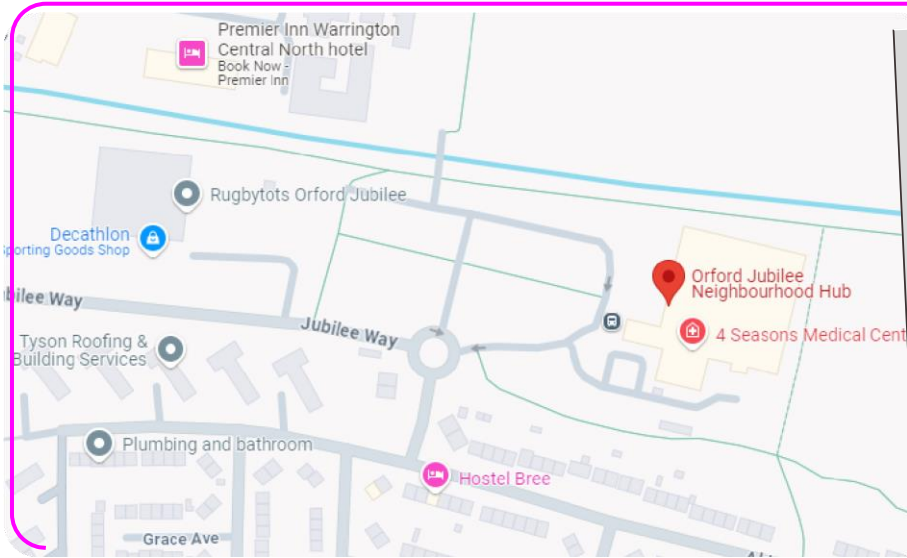 Premier Inn Warrington
Central North hotel
Book Now -
Premier Inn
Rugbytots Orford Jubilee
Decathlon
Sporting Goods Shop
Orford Jubilee
Neighbourhood Hub
4 Seasons Medical Cent
ubilee Way
Jubilee Way
Tyson Roofing &
Building Services
Plumbing and bathroom
Hostel Bree
Grace Ave